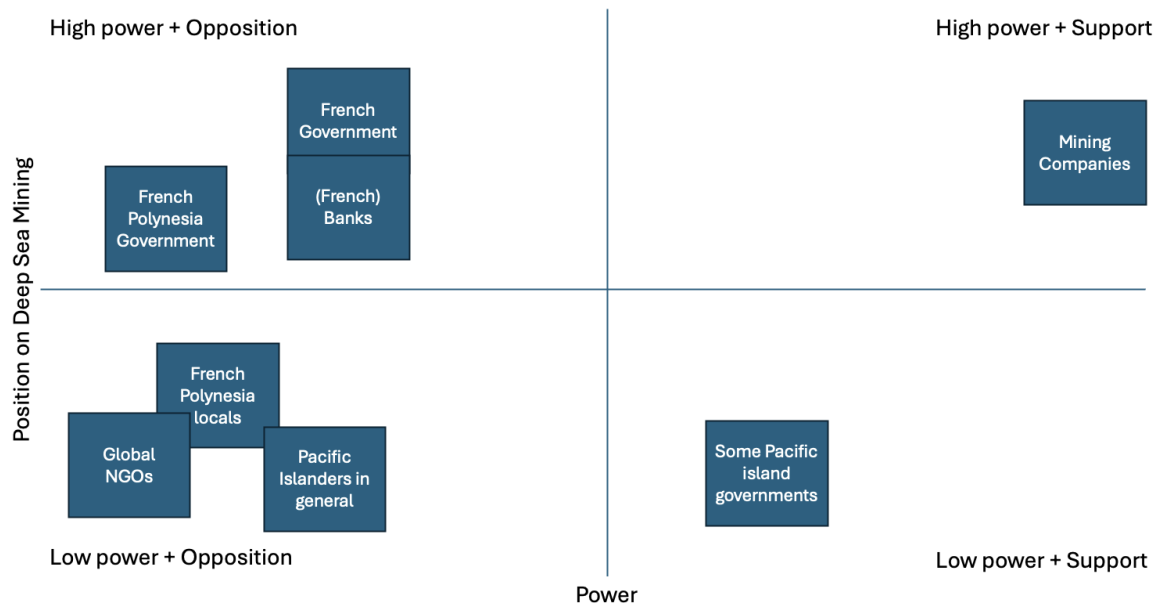 High power + Opposition
High power + Support
French
Government
Mining
Companies
(French)
Banks
French
Polynesia
Government
Position on Deep Sea Mining
French
Polynesia
locals
Global
NGOs
Pacific
Islanders in
general
Some Pacific
island
governments
Low power + Opposition
Low power + Support
Power